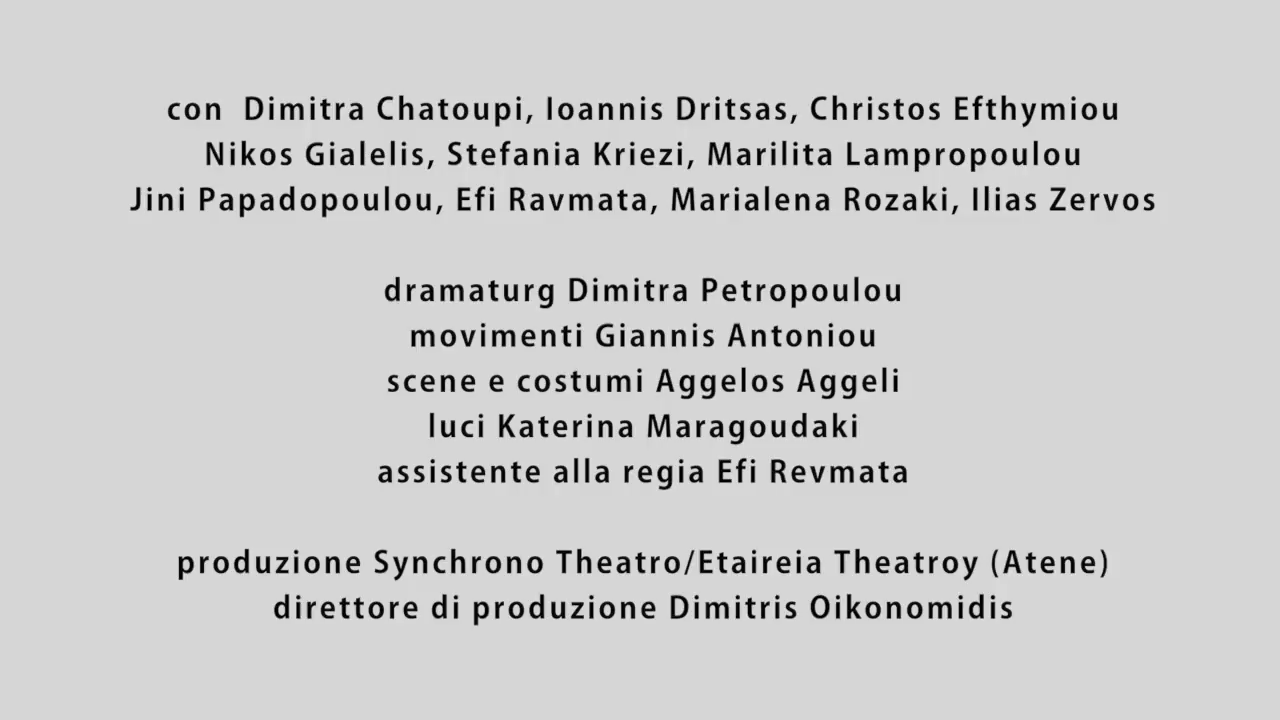 con Dimitra Chatoupi, Ioannis Dritsas, Christos Efthymiou
Nikos Gialelis, Stefania Kriezi, Marilita Lampropoulou
Jini Papadopoulou, Efi Ravmata, Marialena Rozaki, Ilias Zervos
dramaturg Dimitra Petropoulou
movimenti Giannis Antoniou
scene e costumi Aggelos Aggeli
luci Katerina Maragoudaki
assistente alla regia Efi Revmata
produzione Synchrono Theatro/Etaireia Theatroy (Atene)
direttore di produzione Dimitris Oikonomidis